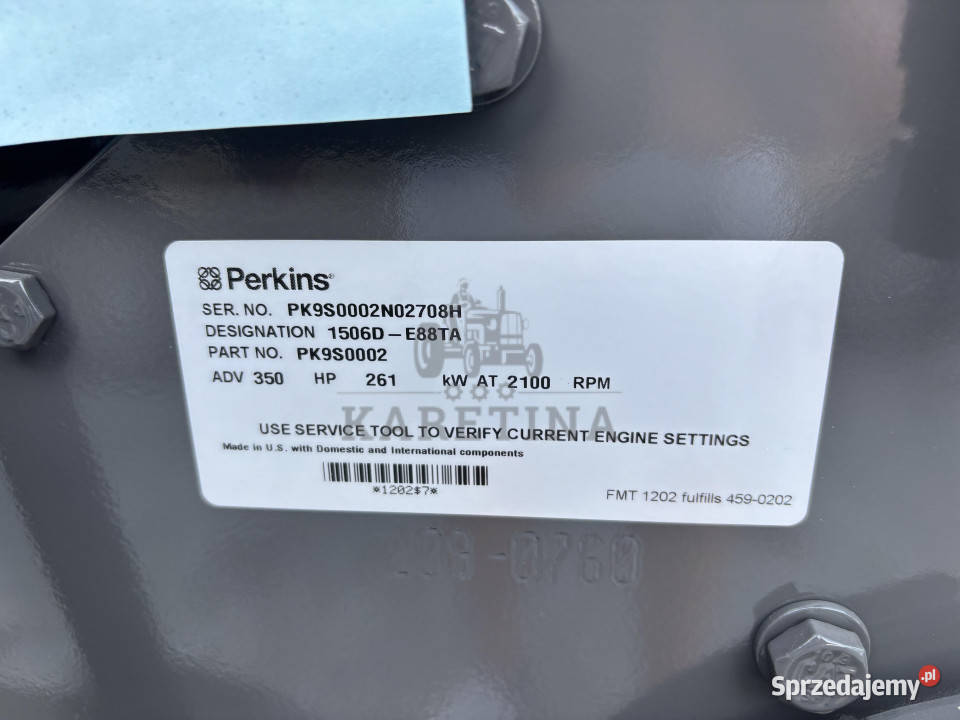 Perkins®
SER. NO. PK9S0002N02708H
DESIGNATION 1506D-E88TA
PART NO. PK9S0002
ADV 350 HP 261 kW AT 2100 RPM
KARETINA
USE SERVICE TOOL TO VERIFY CURRENT ENGINE SETTINGS
Made in U.S. with Domestic and International components
*1202$7*
FMT 1202 fulfills 459-0202
-0760
Sprzedajemy.pl